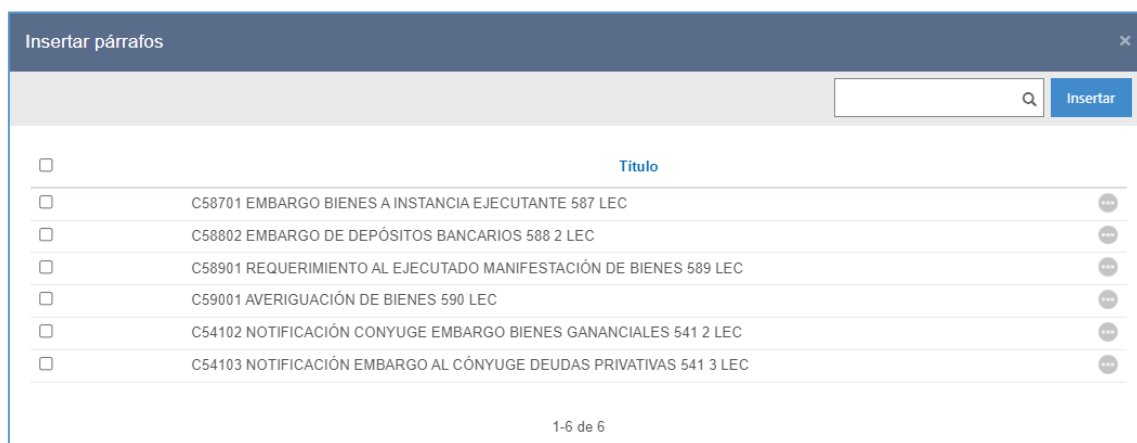 Insertar párrafos
Insertar
Título
C58701 EMBARGO BIENES A INSTANCIA EJECUTANTE 587 LEC
C58802 EMBARGO DE DEPÓSITOS BANCARIOS 588 2 LEC
C58901 REQUERIMIENTO AL EJECUTADO MANIFESTACIÓN DE BIENES 589 LEC
C59001 AVERIGUACIÓN DE BIENES 590 LEC
C54102 NOTIFICACIÓN CONYUGE EMBARGO BIENES GANANCIALES 541 2 LEC
C54103 NOTIFICACIÓN EMBARGO AL CÓNYUGE DEUDAS PRIVATIVAS 541 3 LEC
1-6 de 6